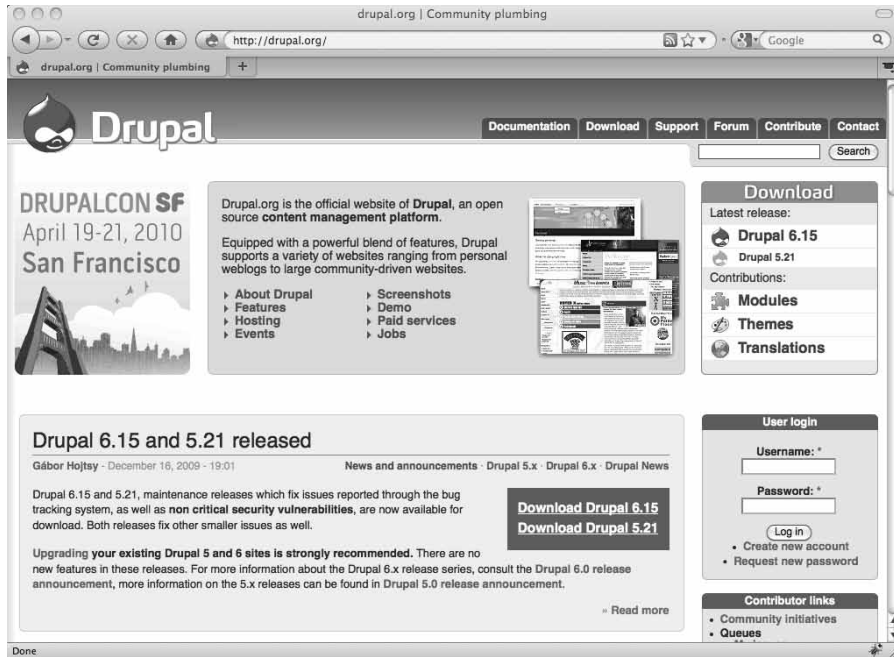 drupal.org | Community plumbing
http://drupal.org/
Google
drupal.org | Community plumbing
+
Drupal
Documentation Download Support Forum Contribute Contact
Search
DRUPALCON SF
April 19-21, 2010
San Francisco
Drupal.org is the official website of Drupal, an open
source content management platform.
Equipped with a powerful blend of features, Drupal
supports a variety of websites ranging from personal
weblogs to large community-driven websites.
About Drupal
Features
Hosting
Events
Screenshots
Demo
Paid services
Jobs
Download
Latest release:
Drupal 6.15
Drupal 5.21
Contributions:
Modules
Themes
Translations
Drupal 6.15 and 5.21 released
Gábor Hojtsy - December 16, 2009 - 19:01
News and announcements · Drupal 5.x · Drupal 6.x · Drupal News
Drupal 6.15 and 5.21, maintenance releases which fix issues reported through the bug
tracking system, as well as non critical security vulnerabilities, are now available for
download. Both releases fix other smaller issues as well.
Download Drupal 6.15
Download Drupal 5.21
Upgrading your existing Drupal 5 and 6 sites is strongly recommended. There are no
new features in these releases. For more information about the Drupal 6.x release series, consult the Drupal 6.0 release
announcement, more information on the 5.x releases can be found in Drupal 5.0 release announcement.
» Read more
User login
Username: *
Password: *
Log in
• Create new account
• Request new password
Contributor links
• Community initiatives
• Queues
Done